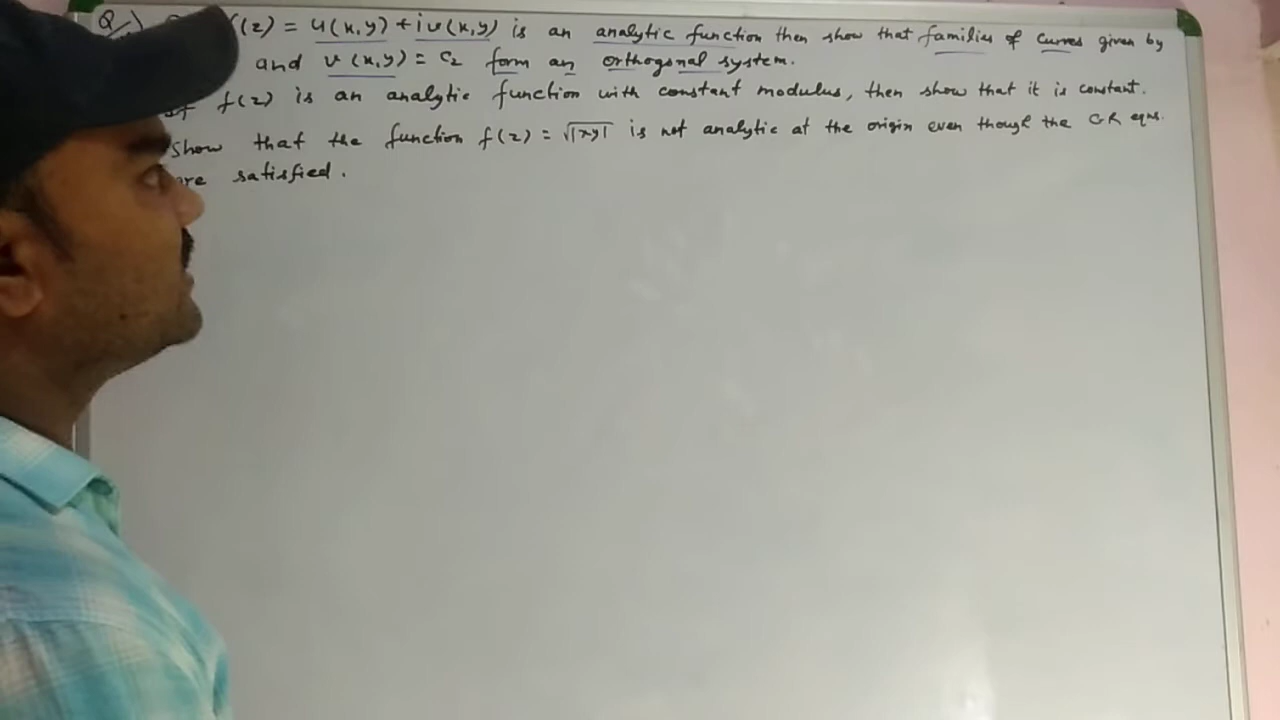 Q (z) = u(x,y) + iv(x,y) is an analytic function then show that families of curves given by
and v(x,y) = c₂ form an orthogonal system.
If f(z) is an analytic function with constant modulus, then show that it is constant.
Show that the function f(z) = √|xy| is not analytic at the origin even though the C-R eqns.
are satisfied.